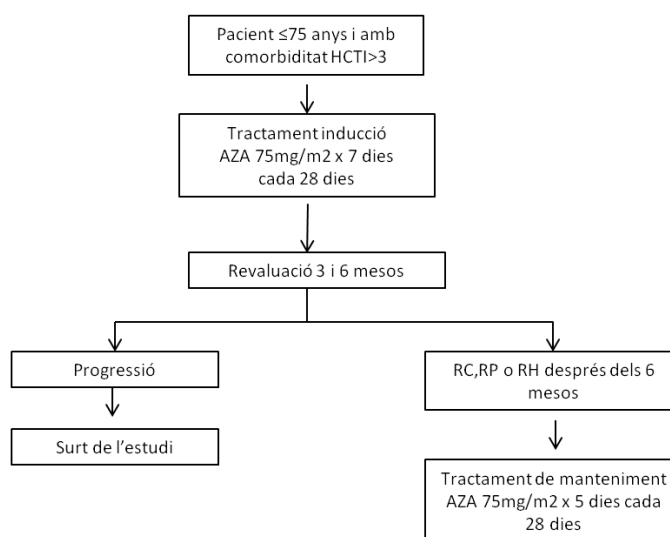 Pacient ≤75 anys i amb
comorbiditat HCTI>3
Tractament inducció
AZA 75mg/m2 x 7 dies
cada 28 dies
Revaluació 3 i 6 mesos
Progressió
Surt de l’estudi
RC,RP o RH després dels 6
mesos
Tractament de manteniment
AZA 75mg/m2 x 5 dies cada
28 dies